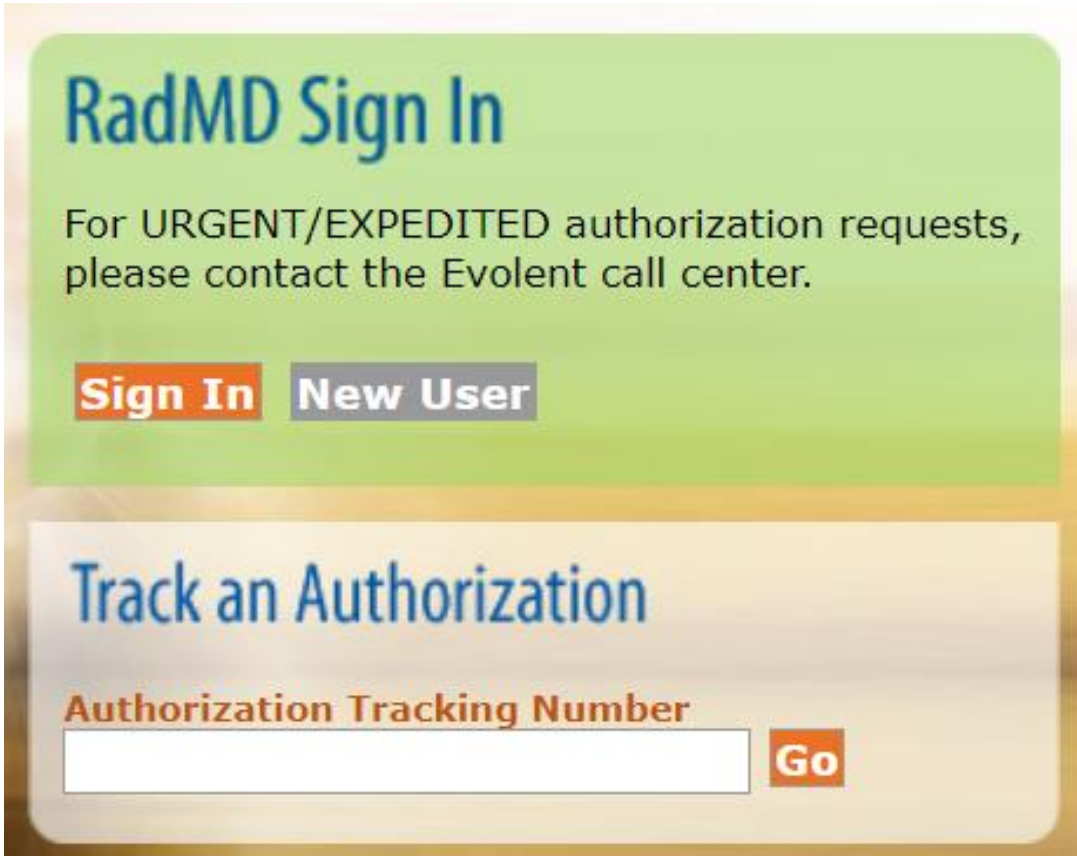 RadMD Sign In
For URGENT/EXPEDITED authorization requests,
please contact the Evolent call center.
Sign In New User
Track an Authorization
Authorization Tracking Number
Go